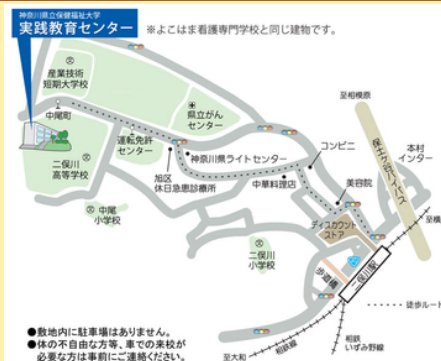 神奈川県立保健福祉大学
実践教育センター
※よこはま看護専門学校と同じ建物です。
産業技術
短期大学校
中尾町
運転免許
センター
県立がん
センター
至相模原
保土ヶ谷バイパス
本村
インター
コンビニ
神奈川県ライトセンター
旭区
休日急患診療所
二俣川
高等学校
中華料理店
美容院
ディスカウント
ストア
至横
中尾
小学校
二俣川
小学校
歩道橋
二俣川駅
徒歩ルート
●敷地内に駐車場はありません。
●体の不自由な方等、車での来校が
必要な方は事前にご連絡ください。
相鉄線
至大和
相鉄
いずみ野線